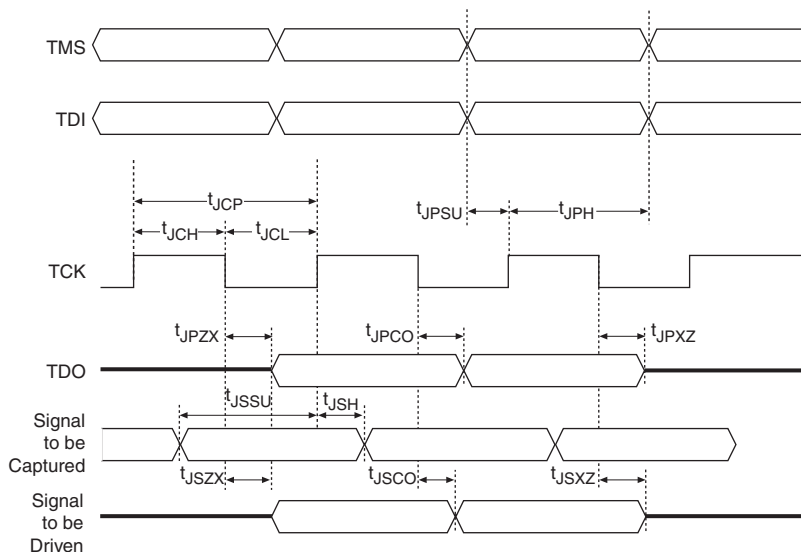 TMS
TDI
tJCP
tJPSU
tJPH
tJCH
tJCL
TCK
tJPZX
tJPCO
tJPXZ
TDO
tJSSU
tJSH
Signal
to be
Captured
tJSZX
tJSCO
tJSXZ
Signal
to be
Driven